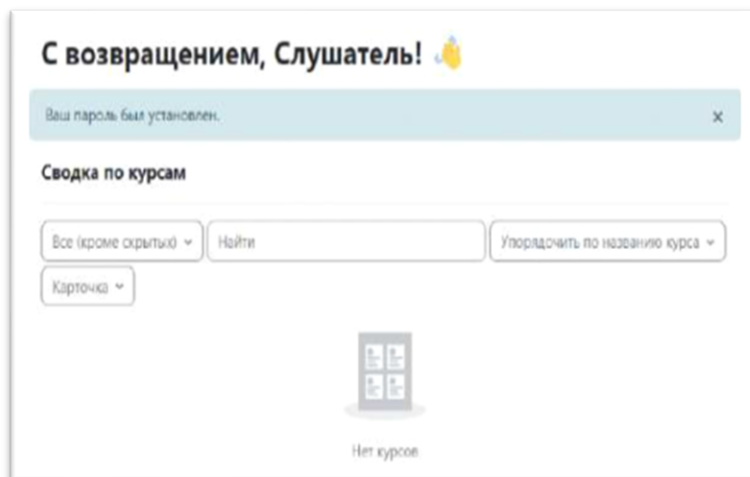 С возвращением, Слушатель! 👋
Ваш пароль был установлен. ×
Сводка по курсам
Все (кроме скрытых) Найти Упорядочить по названию курса
Карточка
Нет курсов